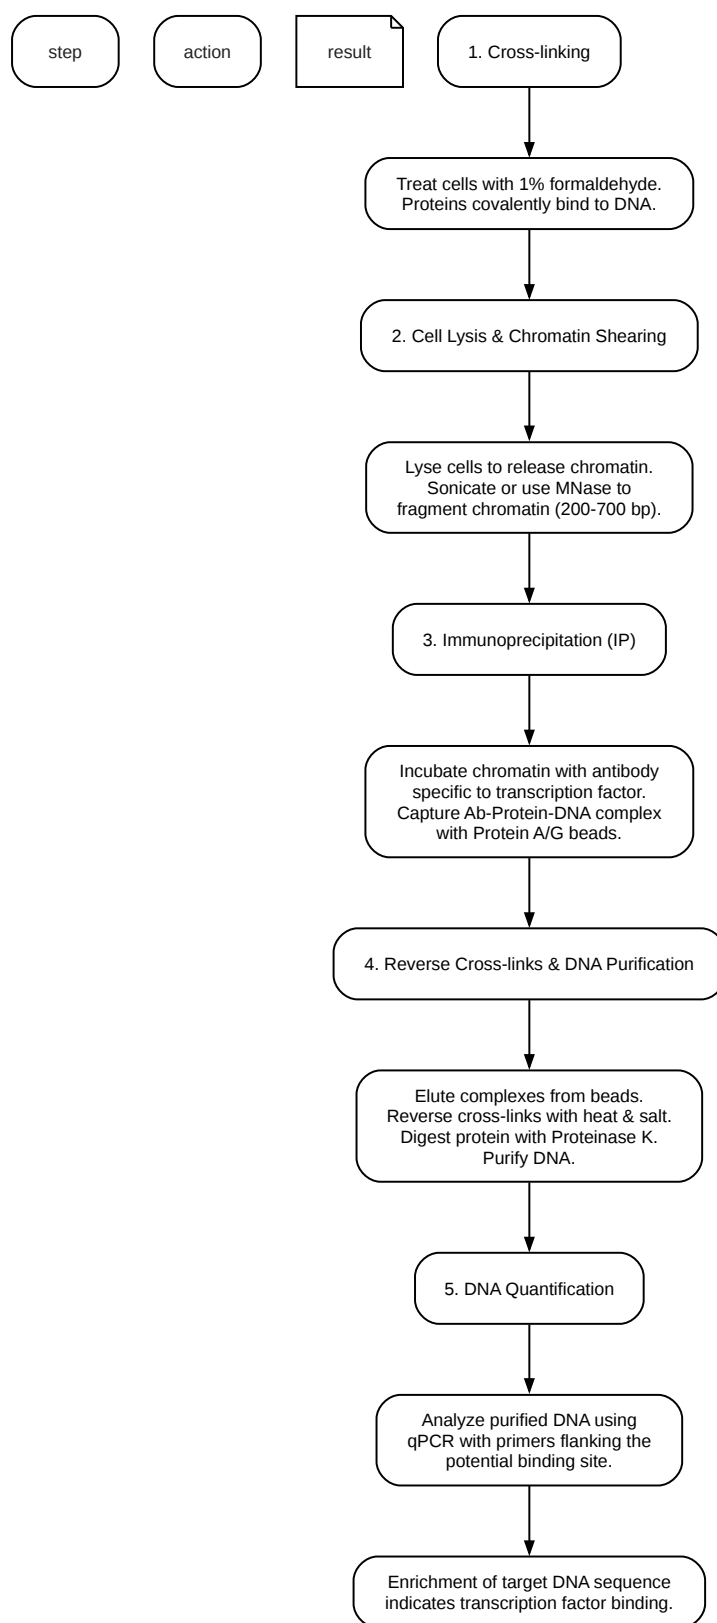 step
action
result
1. Cross-linking
Treat cells with 1% formaldehyde.
Proteins covalently bind to DNA.
2. Cell Lysis & Chromatin Shearing
Lyse cells to release chromatin.
Sonicate or use MNase to
fragment chromatin (200-700 bp).
3. Immunoprecipitation (IP)
Incubate chromatin with antibody
specific to transcription factor.
Capture Ab-Protein-DNA complex
with Protein A/G beads.
4. Reverse Cross-links & DNA Purification
Elute complexes from beads.
Reverse cross-links with heat & salt.
Digest protein with Proteinase K.
Purify DNA.
5. DNA Quantification
Analyze purified DNA using
qPCR with primers flanking the
potential binding site.
Enrichment of target DNA sequence
indicates transcription factor binding.